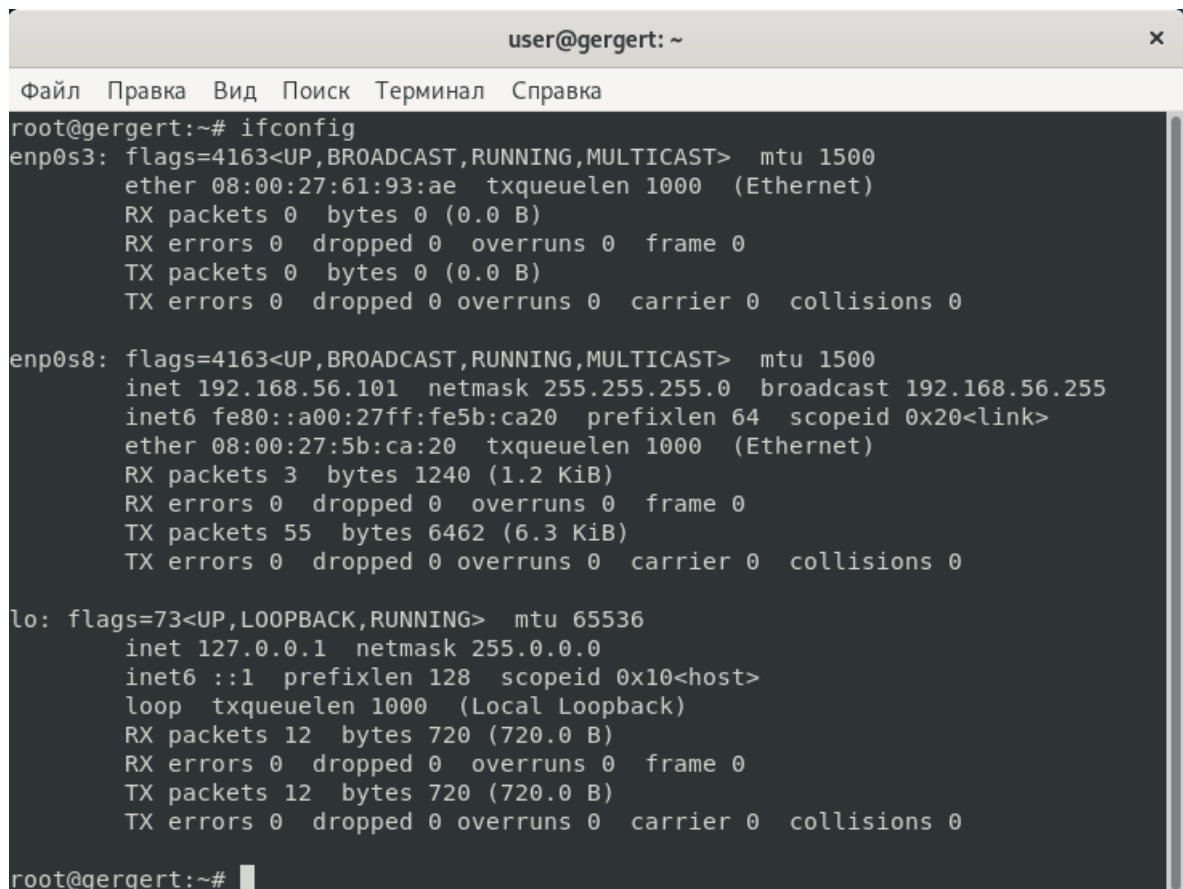 user@gergert: ~
×
Файл Правка Вид Поиск Терминал Справка
root@gergert:~# ifconfig
enp0s3: flags=4163<UP,BROADCAST,RUNNING,MULTICAST>  mtu 1500
        ether 08:00:27:61:93:ae  txqueuelen 1000  (Ethernet)
        RX packets 0  bytes 0 (0.0 B)
        RX errors 0  dropped 0  overruns 0  frame 0
        TX packets 0  bytes 0 (0.0 B)
        TX errors 0  dropped 0 overruns 0  carrier 0  collisions 0

enp0s8: flags=4163<UP,BROADCAST,RUNNING,MULTICAST>  mtu 1500
        inet 192.168.56.101  netmask 255.255.255.0  broadcast 192.168.56.255
        inet6 fe80::a00:27ff:fe5b:ca20  prefixlen 64  scopeid 0x20<link>
        ether 08:00:27:5b:ca:20  txqueuelen 1000  (Ethernet)
        RX packets 3  bytes 1240 (1.2 KiB)
        RX errors 0  dropped 0  overruns 0  frame 0
        TX packets 55  bytes 6462 (6.3 KiB)
        TX errors 0  dropped 0 overruns 0  carrier 0  collisions 0

lo: flags=73<UP,LOOPBACK,RUNNING>  mtu 65536
        inet 127.0.0.1  netmask 255.0.0.0
        inet6 ::1  prefixlen 128  scopeid 0x10<host>
        loop  txqueuelen 1000  (Local Loopback)
        RX packets 12  bytes 720 (720.0 B)
        RX errors 0  dropped 0  overruns 0  frame 0
        TX packets 12  bytes 720 (720.0 B)
        TX errors 0  dropped 0 overruns 0  carrier 0  collisions 0

root@gergert:~#